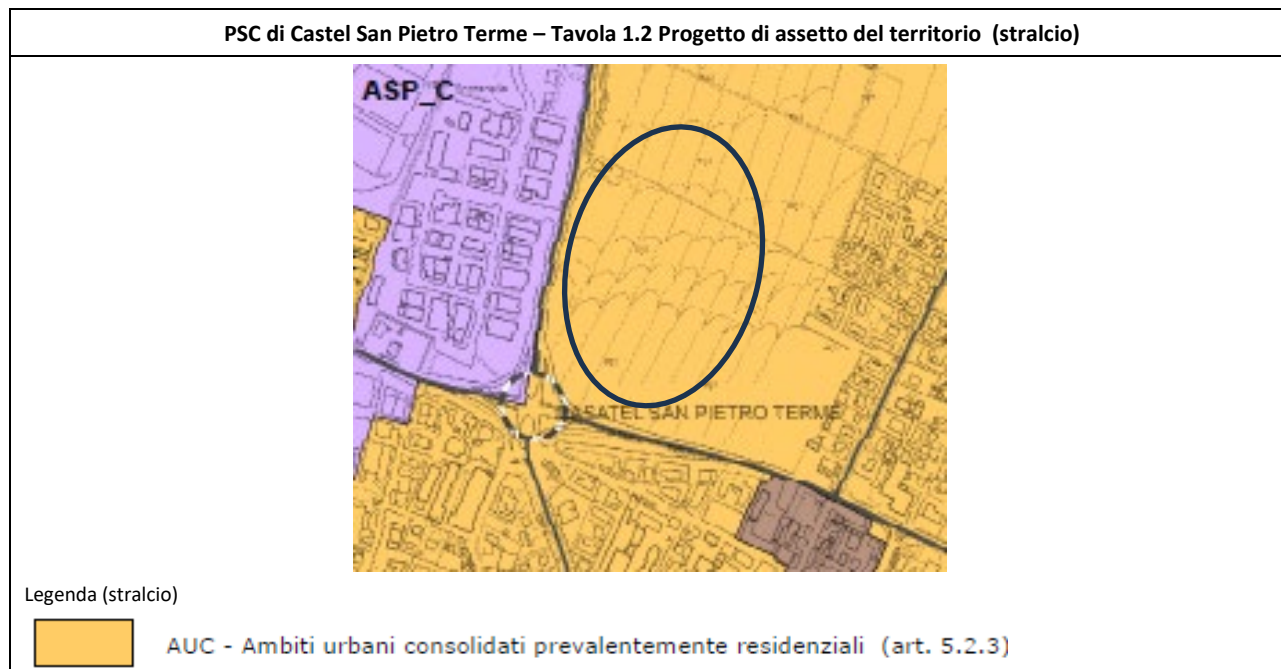 PSC di Castel San Pietro Terme – Tavola 1.2 Progetto di assetto del territorio (stralcio)
ASP_C
ASATEL SAN PIETRO TERME
Legenda (stralcio)
AUC - Ambiti urbani consolidati prevalentemente residenziali (art. 5.2.3)